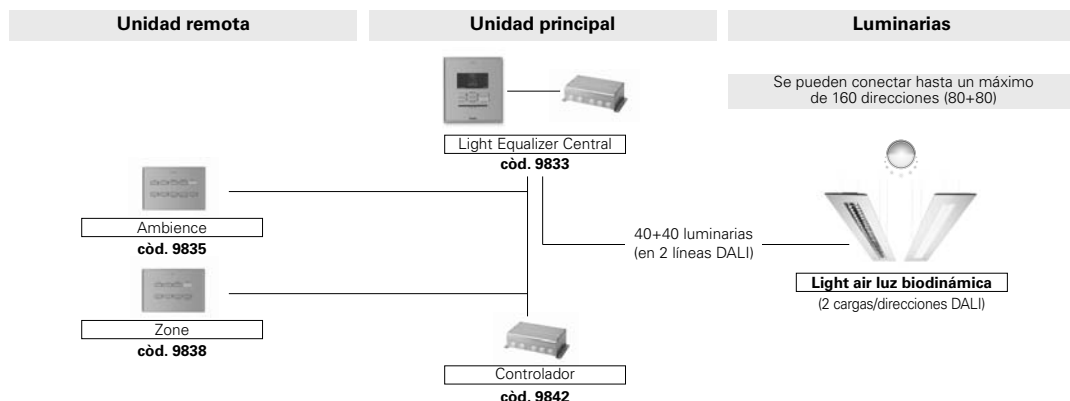 Unidad remota
Unidad principal
Luminarias
Se pueden conectar hasta un máximo
de 160 direcciones (80+80)
Light Equalizer Central
còd. 9833
Ambience
còd. 9835
40+40 luminarias
(en 2 líneas DALI)
Light air luz biodinámica
(2 cargas/direcciones DALI)
Zone
còd. 9838
Controlador
còd. 9842